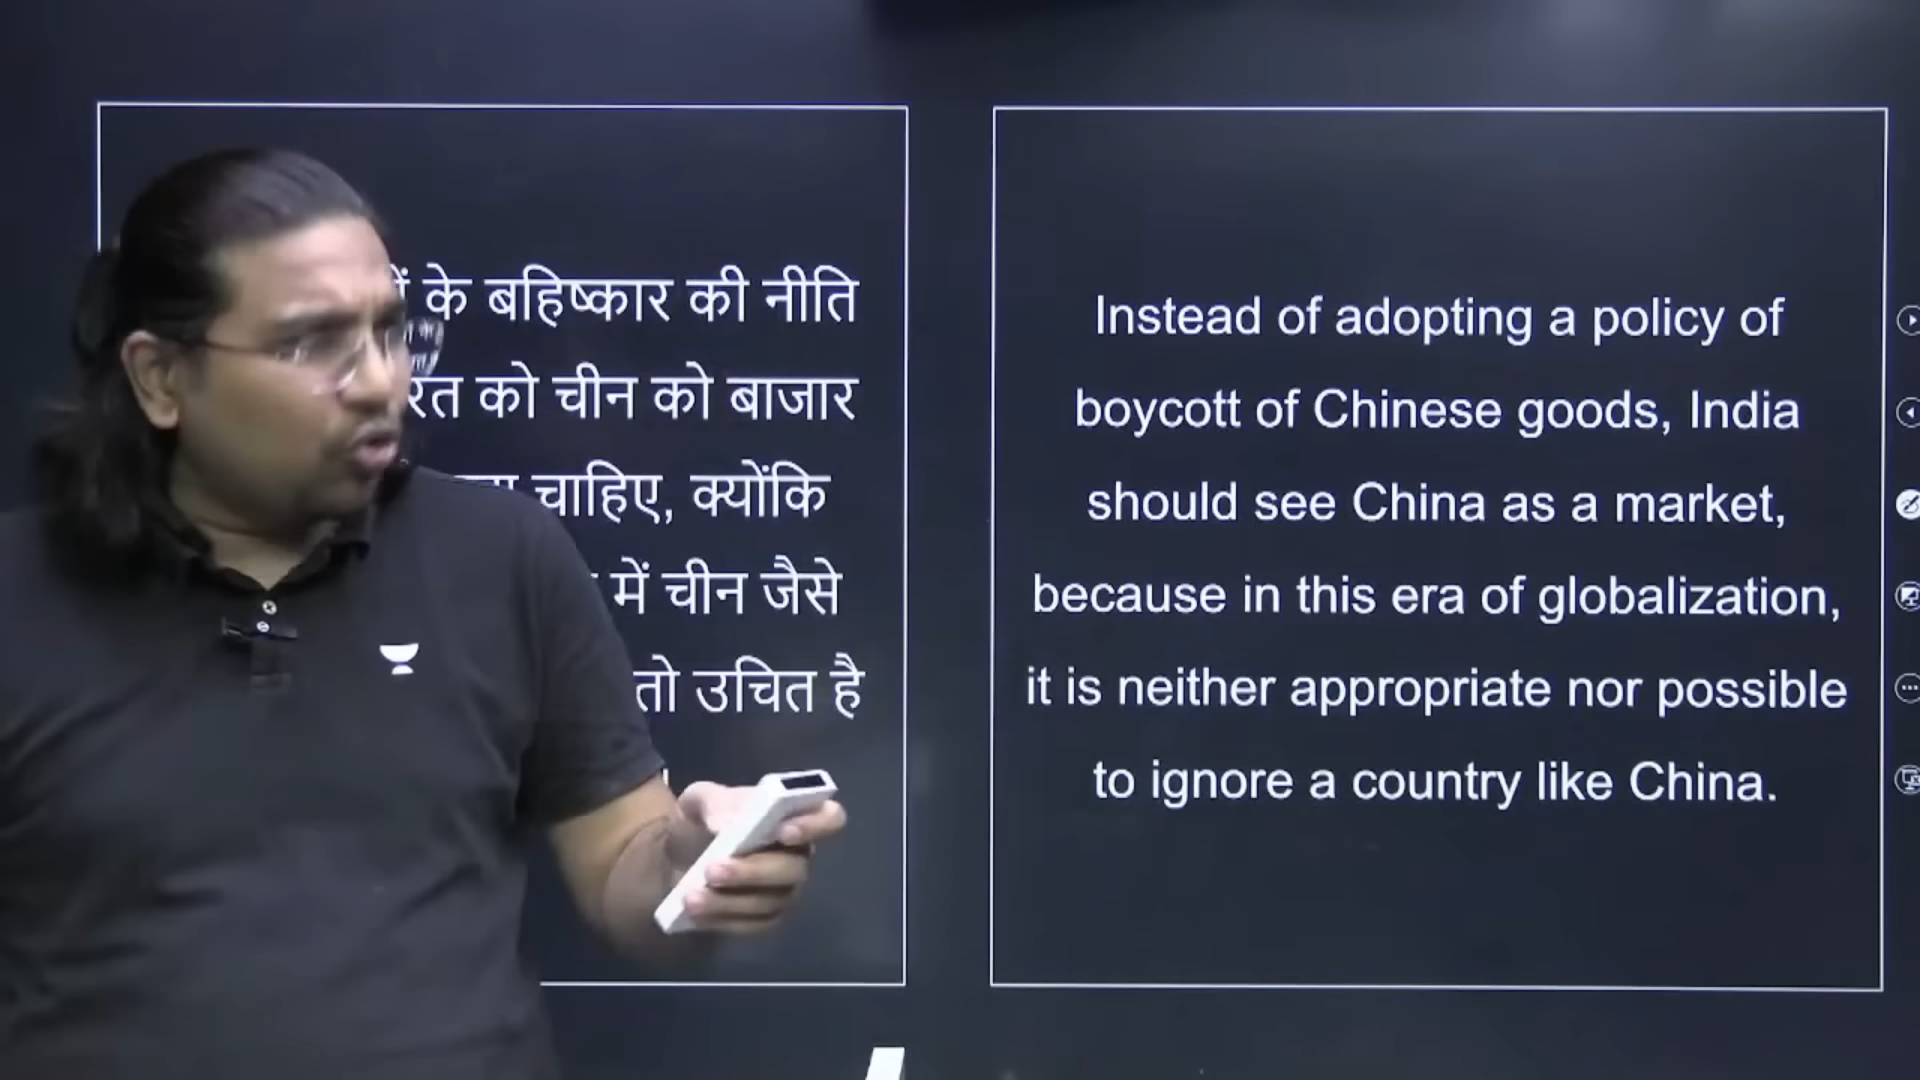 के बहिष्कार की नीति
को चीन को बाजार
चाहिए, क्योंकि
में चीन जैसे
तो उचित है
Instead of adopting a policy of
boycott of Chinese goods, India
should see China as a market,
because in this era of globalization,
it is neither appropriate nor possible
to ignore a country like China.